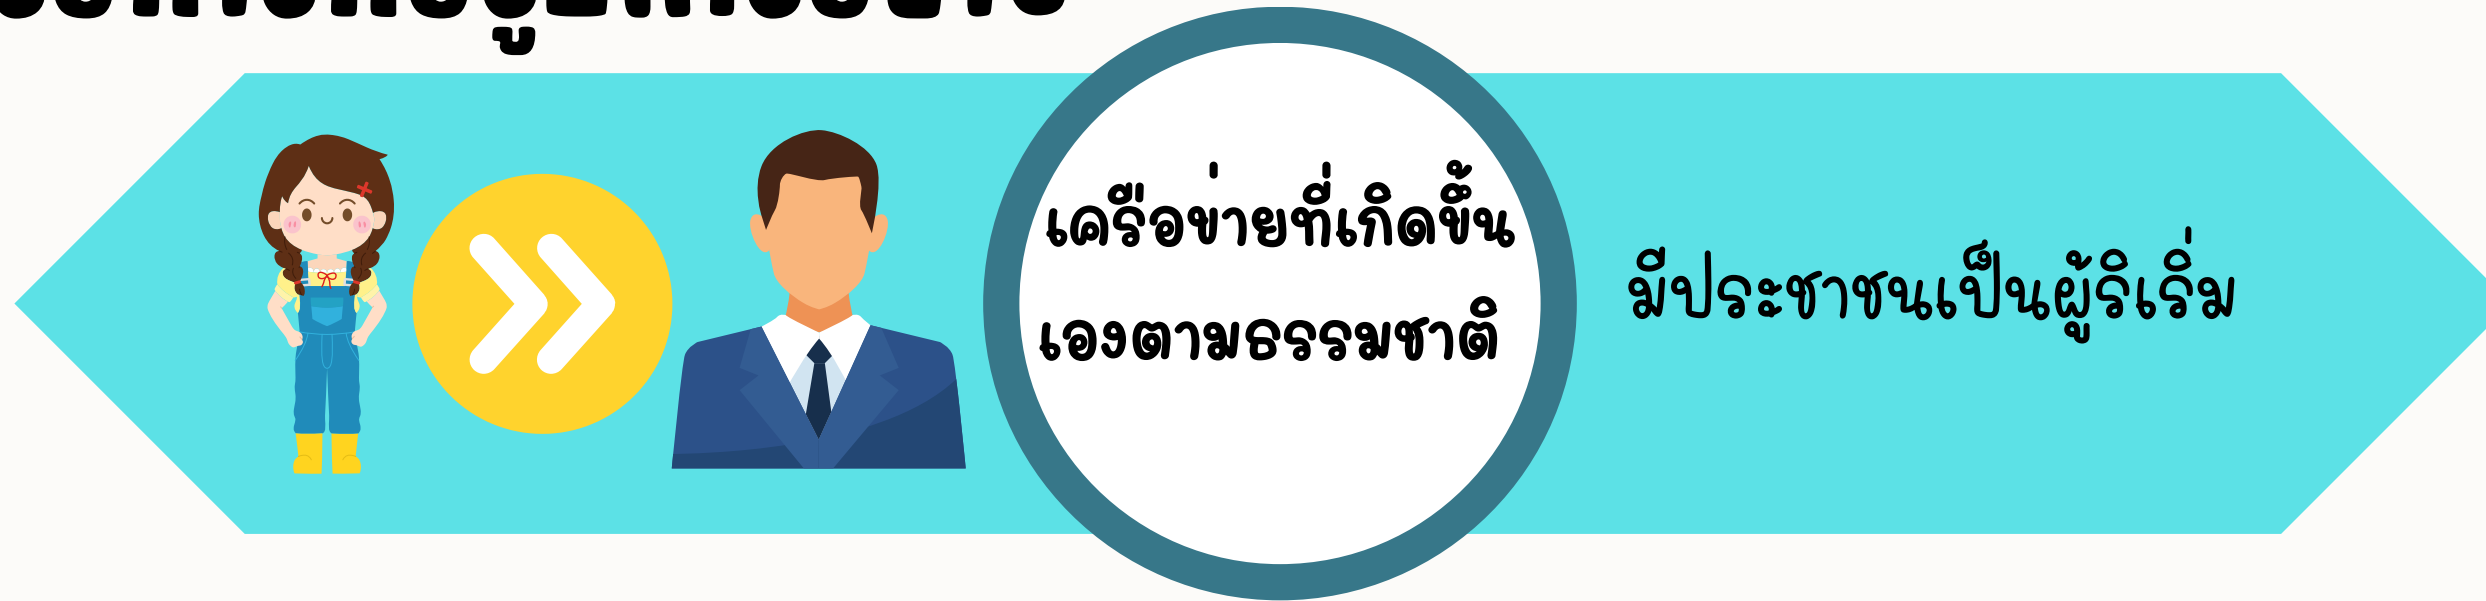 เครือข่ายที่เกิดขึ้น
เองตามธรรมชาติ
มีประชาชนเป็นผู้ริเริ่ม